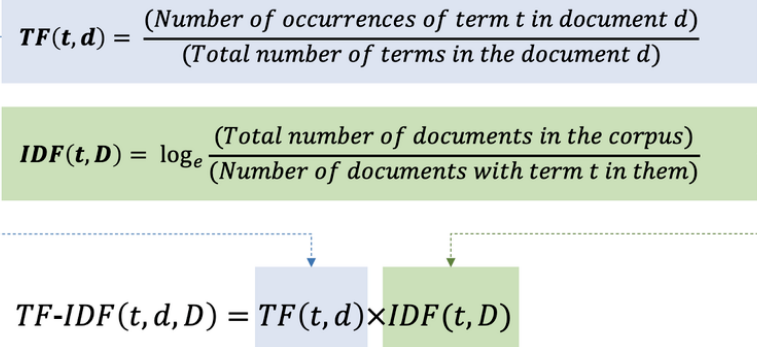 TF(t,d) = (Number of occurrences of term t in document d)
(Total number of terms in the document d)
IDF(t,D) = logₑ (Total number of documents in the corpus)
(Number of documents with term t in them)
TF-IDF(t,d,D) = TF(t,d)×IDF(t,D)